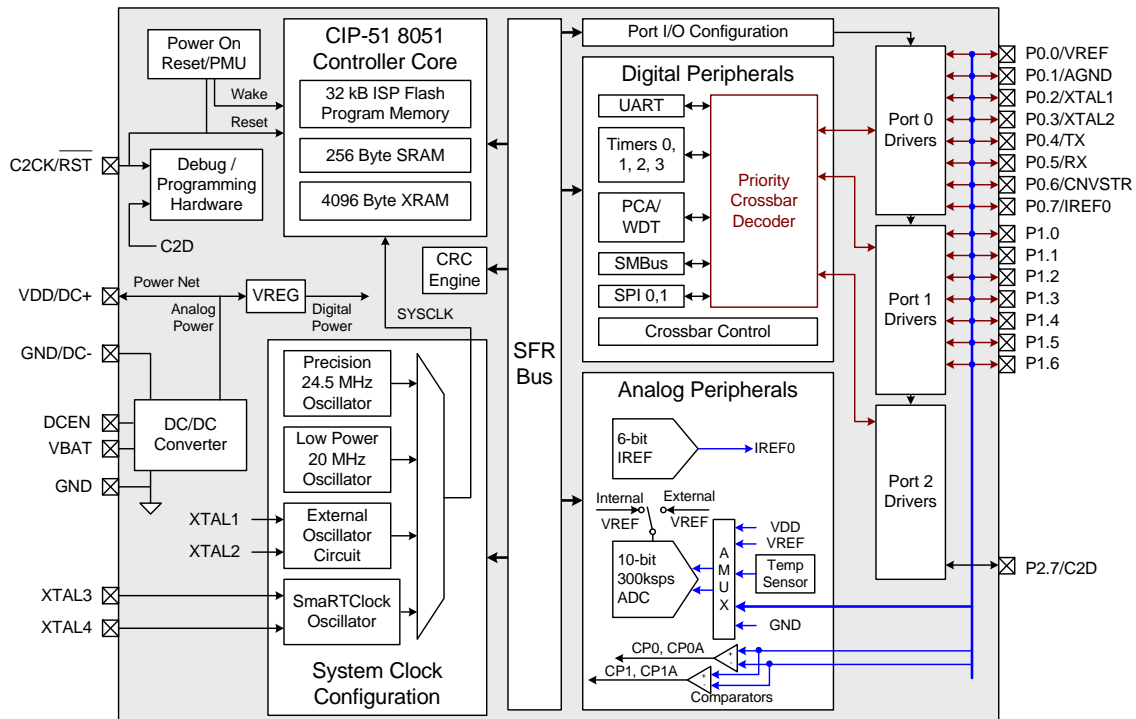 Power On
Reset/PMU
Wake
Reset
C2CK/RST
Debug /
Programming
Hardware
C2D
CIP-51 8051
Controller Core
32 kB ISP Flash
Program Memory
256 Byte SRAM
4096 Byte XRAM
CRC
Engine
VDD/DC+
Power Net
Analog
Power
VREG
Digital
Power
SYSCLK
GND/DC-
DCEN
VBAT
GND
DC/DC
Converter
XTAL1
XTAL2
XTAL3
XTAL4
Precision
24.5 MHz
Oscillator
Low Power
20 MHz
Oscillator
External
Oscillator
Circuit
SmaRTClock
Oscillator
System Clock
Configuration
SFR
Bus
Port I/O Configuration
Digital Peripherals
UART
Timers 0,
1, 2, 3
PCA/
WDT
SMBus
SPI 0,1
Priority
Crossbar
Decoder
Crossbar Control
Analog Peripherals
6-bit
IREF
IREF0
Internal
VREF
External
VREF
10-bit
300ksps
ADC
A
M
U
X
VDD
VREF
Temp
Sensor
GND
CP0, CP0A
+
-
CP1, CP1A
+
-
Comparators
Port 0
Drivers
Port 1
Drivers
Port 2
Drivers
P0.0/VREF
P0.1/AGND
P0.2/XTAL1
P0.3/XTAL2
P0.4/TX
P0.5/RX
P0.6/CNVSTR
P0.7/IREF0
P1.0
P1.1
P1.2
P1.3
P1.4
P1.5
P1.6
P2.7/C2D